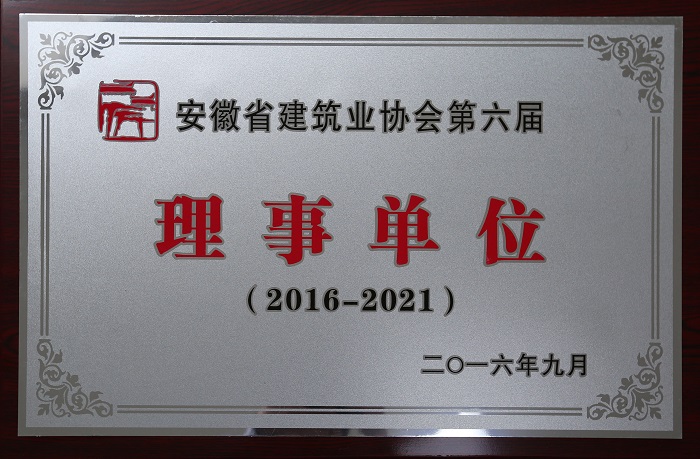 安徽省建筑业协会第六届
理事单位
（2016-2021）
二〇一六年九月